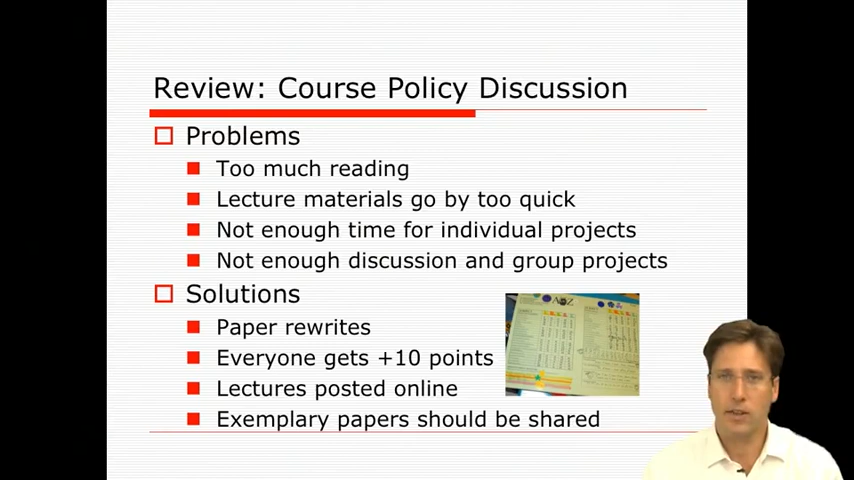 Review: Course Policy Discussion
Problems
Too much reading
Lecture materials go by too quick
Not enough time for individual projects
Not enough discussion and group projects
Solutions
Paper rewrites
Everyone gets +10 points
Lectures posted online
Exemplary papers should be shared